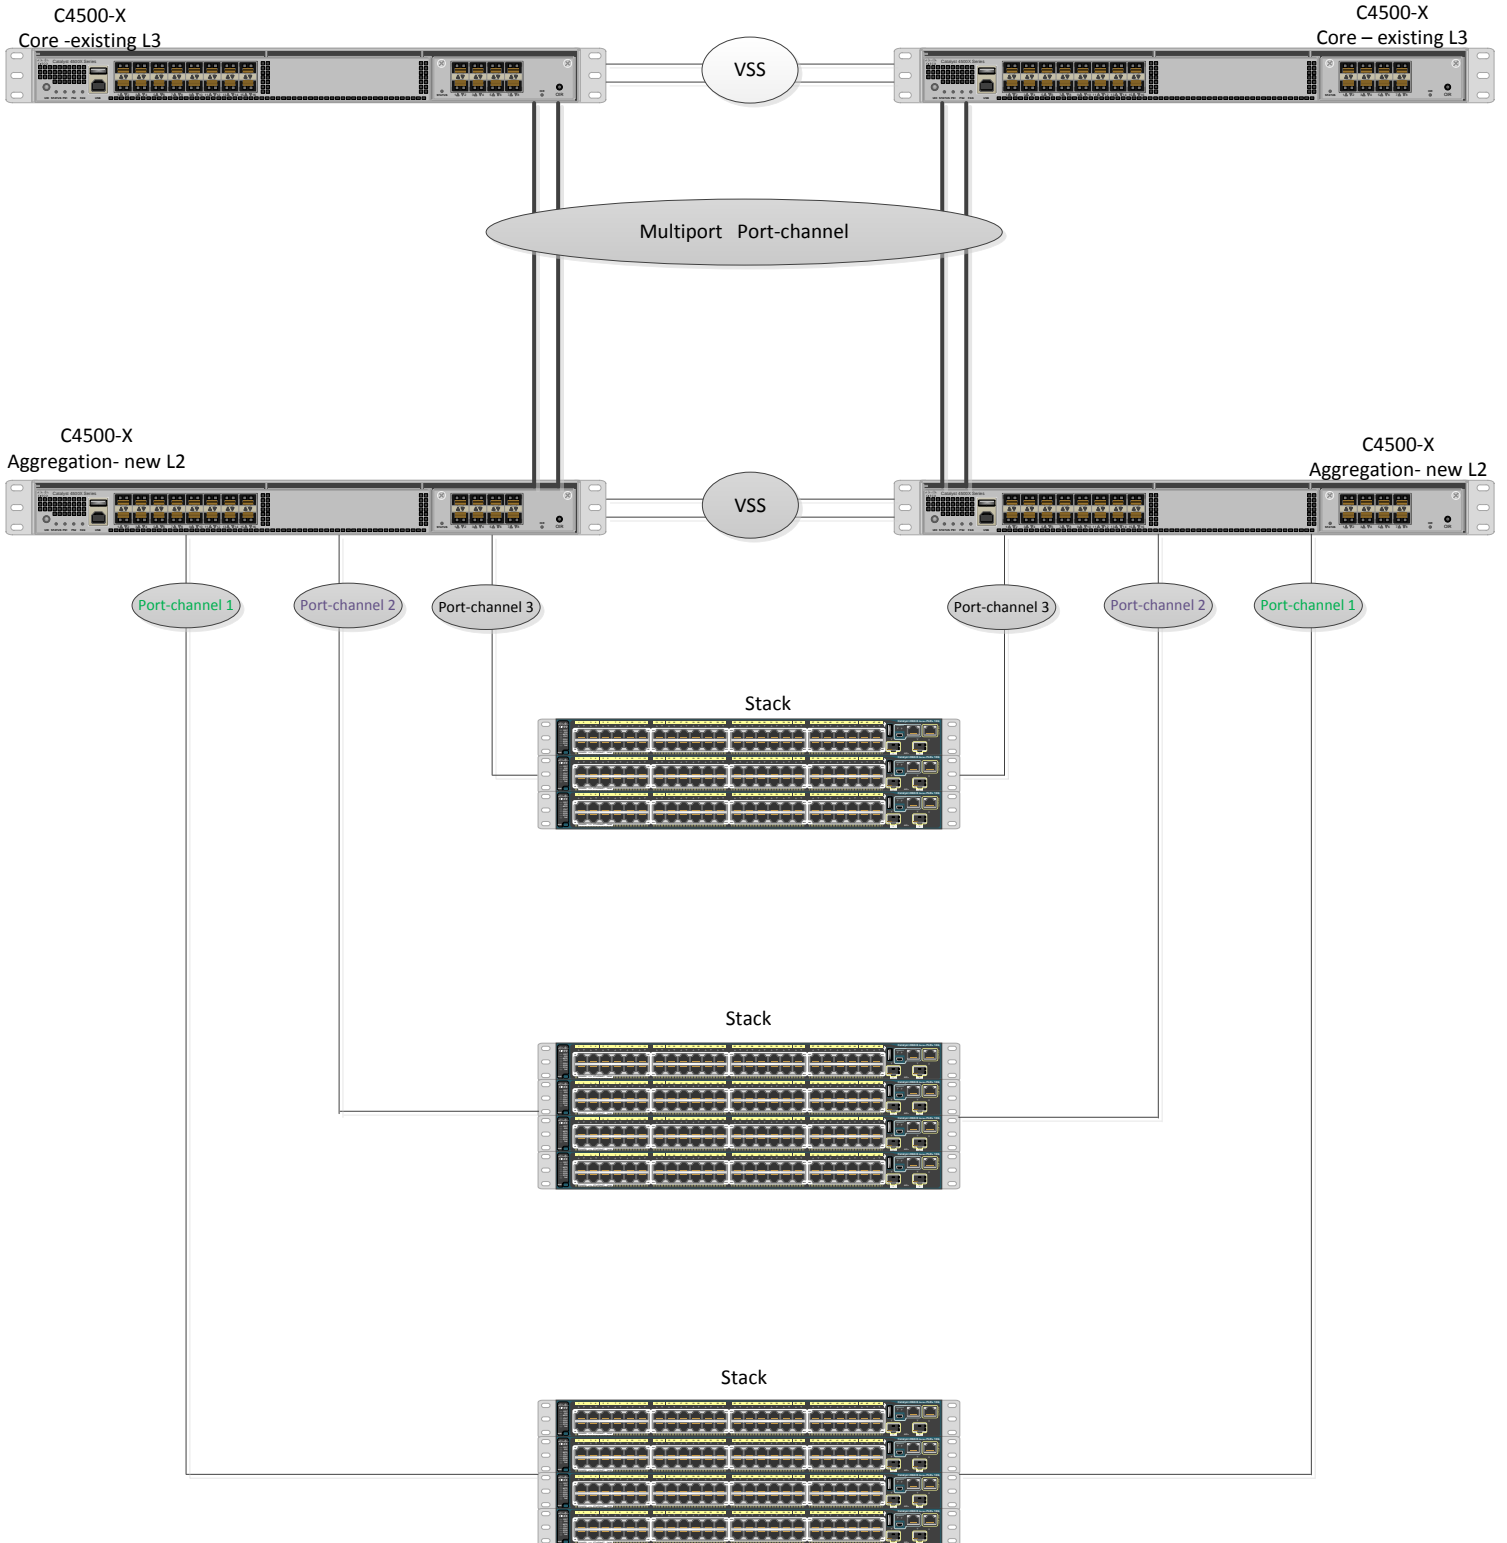 C4500-X
Core -existing L3
C4500-X
Core – existing L3
VSS
Multiport Port-channel
C4500-X
Aggregation- new L2
C4500-X
Aggregation- new L2
VSS
Port-channel 1
Port-channel 2
Port-channel 3
Port-channel 3
Port-channel 2
Port-channel 1
Stack
Stack
Stack